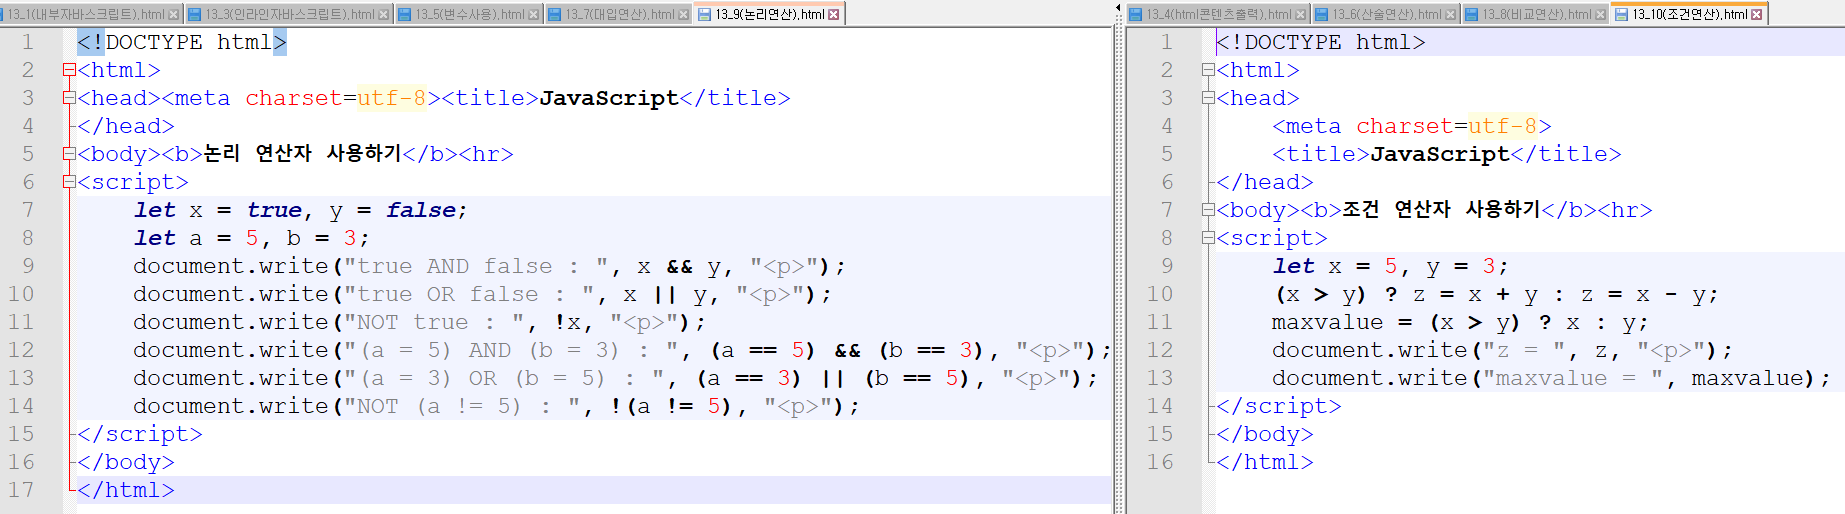 13_1(내부자바스크립트),html 13_3(인라인자바스크립트),html 13_5(변수사용),html 13_7(대입연산),html 13_9(논리연산),html
1 <!DOCTYPE html>
2 <html>
3 <head><meta charset=utf-8><title>JavaScript</title>
4 </head>
5 <body><b>논리 연산자 사용하기</b><hr>
6 <script>
7 let x = true, y = false;
8 let a = 5, b = 3;
9 document.write("true AND false : ", x && y, "<p>");
10 document.write("true OR false : ", x || y, "<p>");
11 document.write("NOT true : ", !x, "<p>");
12 document.write("(a = 5) AND (b = 3) : ", (a == 5) && (b == 3), "<p>");
13 document.write("(a = 3) OR (b = 5) : ", (a == 3) || (b == 5), "<p>");
14 document.write("NOT (a != 5) : ", !(a != 5), "<p>");
15 </script>
16 </body>
17 </html>
13_4(html콘텐츠출력),html 13_6(산술연산),html 13_8(비교연산),html 13_10(조건연산),html
1 <!DOCTYPE html>
2 <html>
3 <head>
4 <meta charset=utf-8>
5 <title>JavaScript</title>
6 </head>
7 <body><b>조건 연산자 사용하기</b><hr>
8 <script>
9 let x = 5, y = 3;
10 (x > y) ? z = x + y : z = x - y;
11 maxvalue = (x > y) ? x : y;
12 document.write("z = ", z, "<p>");
13 document.write("maxvalue = ", maxvalue);
14 </script>
15 </body>
16 </html>